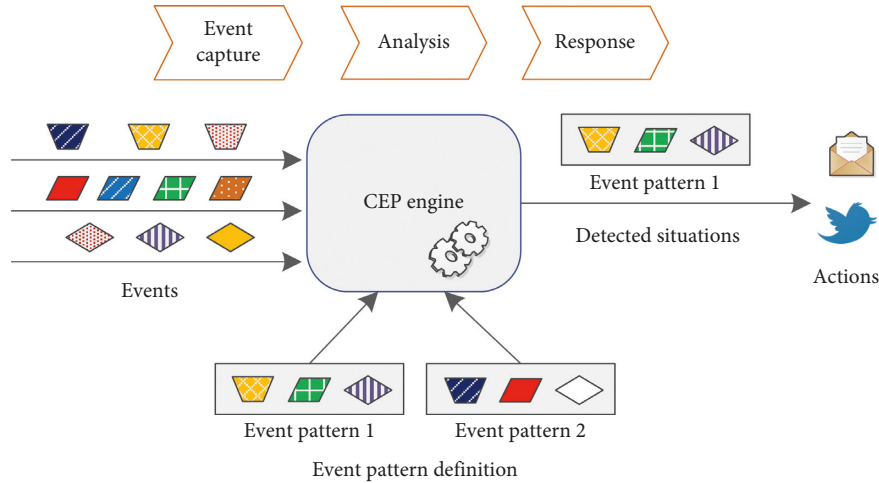 Event
capture
Analysis
Response
CEP engine
Event pattern 1
Detected situations
Events
Actions
Event pattern 1
Event pattern 2
Event pattern definition